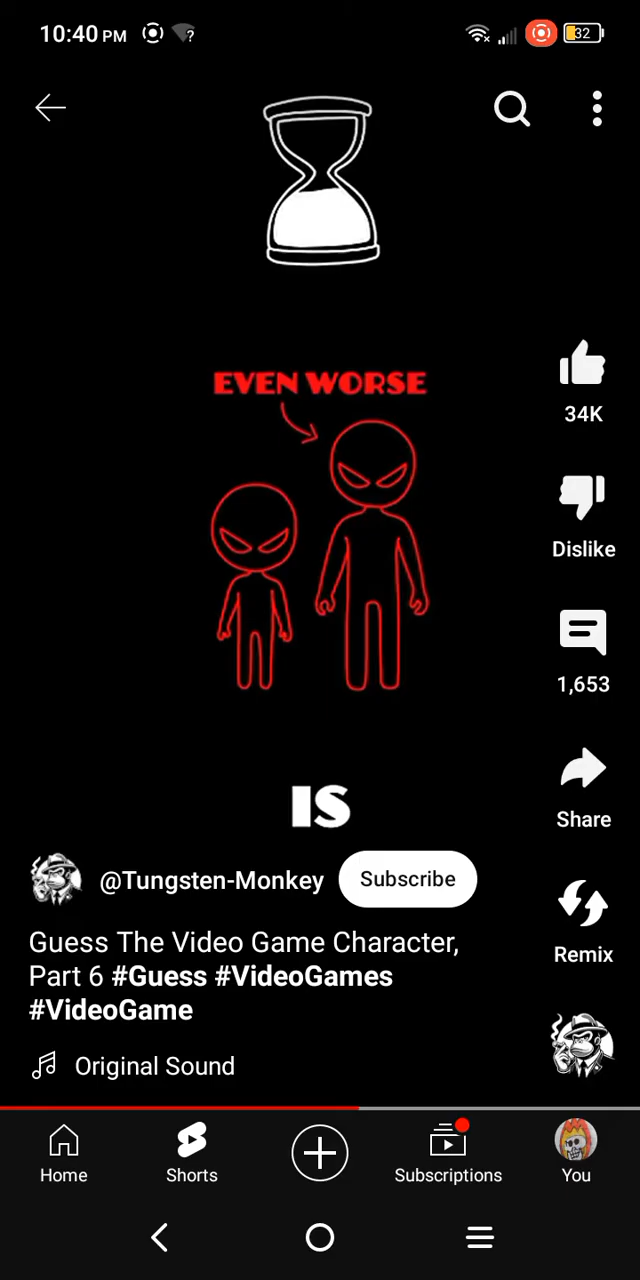 10:40 PM
32
EVEN WORSE
34K
Dislike
1,653
IS
Share
@Tungsten-Monkey
Subscribe
Guess The Video Game Character,
Part 6 #Guess #VideoGames
#VideoGame
Remix
Original Sound
Home
Shorts
Subscriptions
You